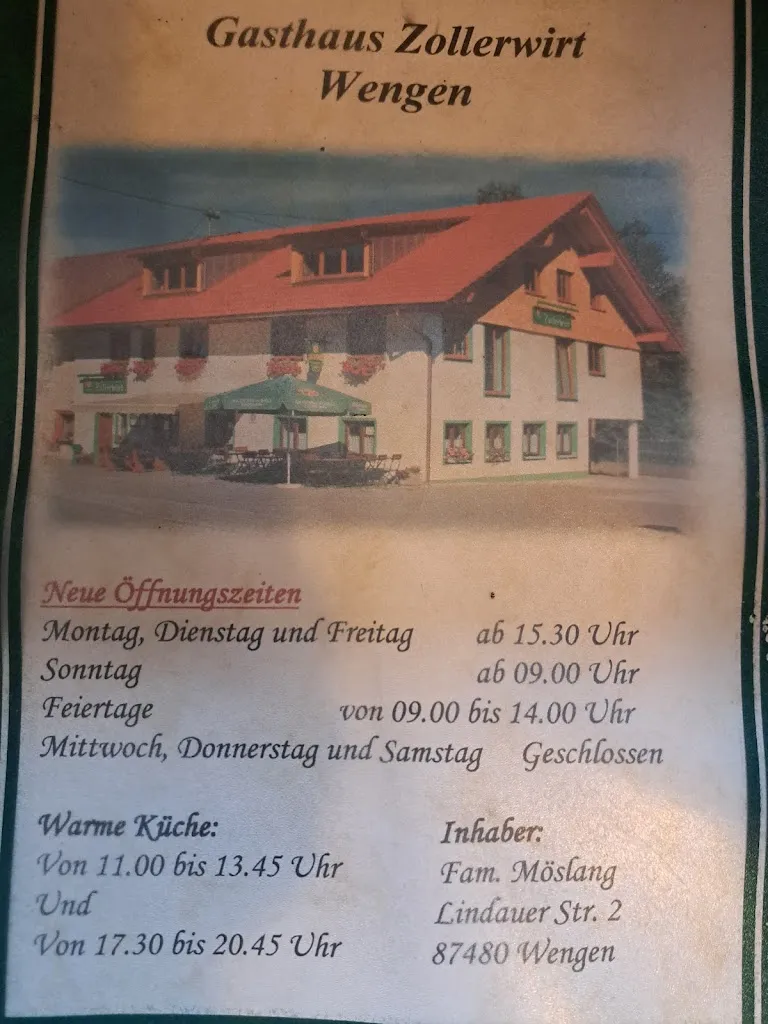 Gasthaus Zollerwirt
Wengen
Zollerwirt
Zollerwirt
Neue Öffnungszeiten
Montag, Dienstag und Freitag ab 15.30 Uhr
Sonntag ab 09.00 Uhr
Feiertage von 09.00 bis 14.00 Uhr
Mittwoch, Donnerstag und Samstag Geschlossen
Warme Küche:
Von 11.00 bis 13.45 Uhr
Und
Von 17.30 bis 20.45 Uhr
Inhaber:
Fam. Möslang
Lindauer Str. 2
87480 Wengen